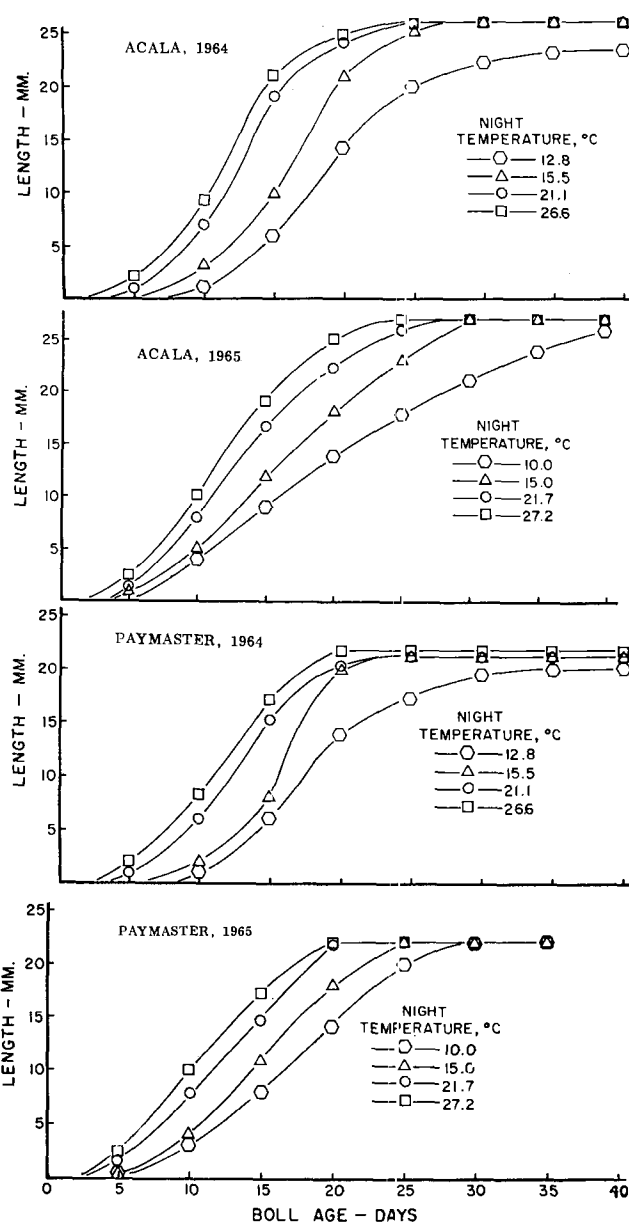 ACALA, 1964
LENGTH – MM.
25
20
15
10
5
NIGHT
TEMPERATURE, °C
12.8
15.5
21.1
26.6
ACALA, 1965
LENGTH – MM.
25
20
15
10
5
NIGHT
TEMPERATURE, °C
10.0
15.0
21.7
27.2
PAYMASTER, 1964
LENGTH – MM.
25
20
15
10
5
NIGHT
TEMPERATURE, °C
12.8
15.5
21.1
26.6
PAYMASTER, 1965
LENGTH – MM.
25
20
15
10
5
NIGHT
TEMPERATURE, °C
10.0
15.0
21.7
27.2
0 5 10 15 20 25 30 35 40
BOLL AGE – DAYS